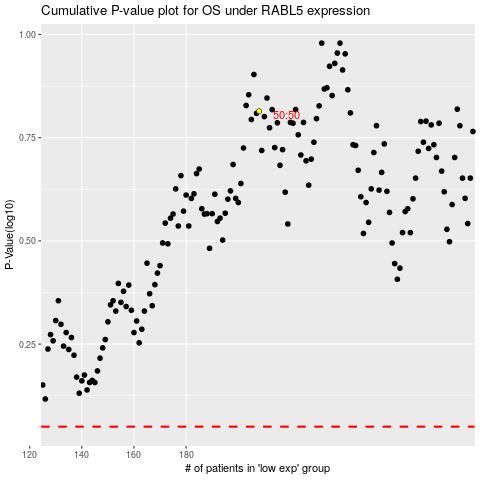 Cumulative P-value plot for OS under RABL5 expression
1.00
0.75
0.50
0.25
P-Value(log10)
50:50
120 140 160 180
# of patients in 'low exp' group